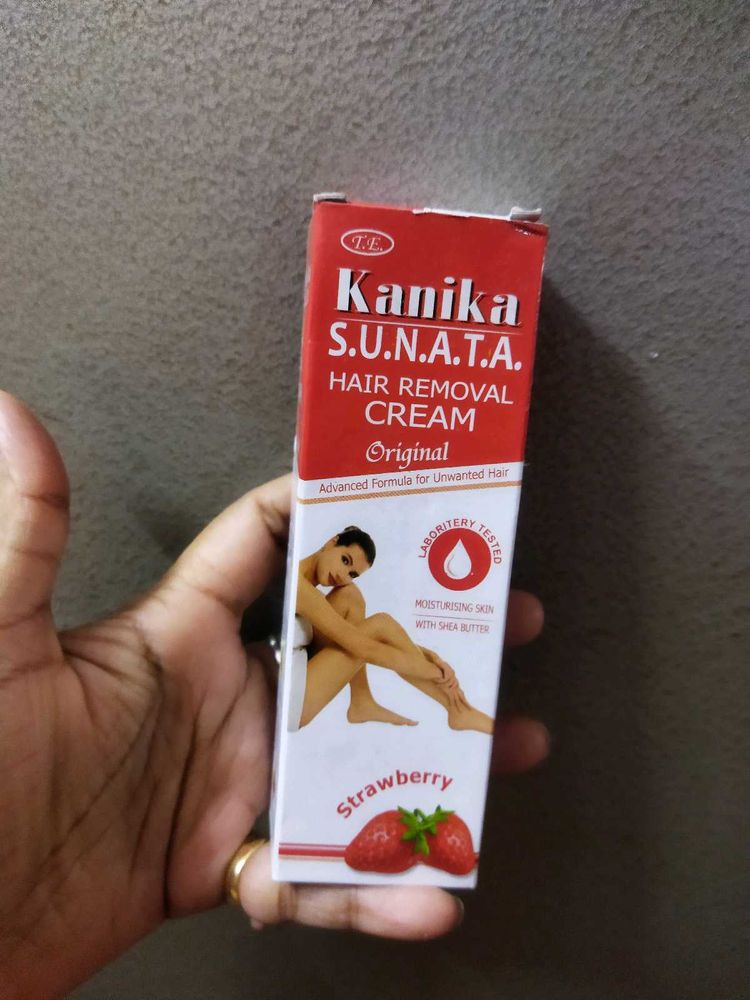 T.E.
Kanika
S.U.N.A.T.A.
HAIR REMOVAL
CREAM
Original
Advanced Formula for Unwanted Hair
LABORITERY TESTED
MOISTURISING SKIN
WITH SHEA BUTTER
Strawberry